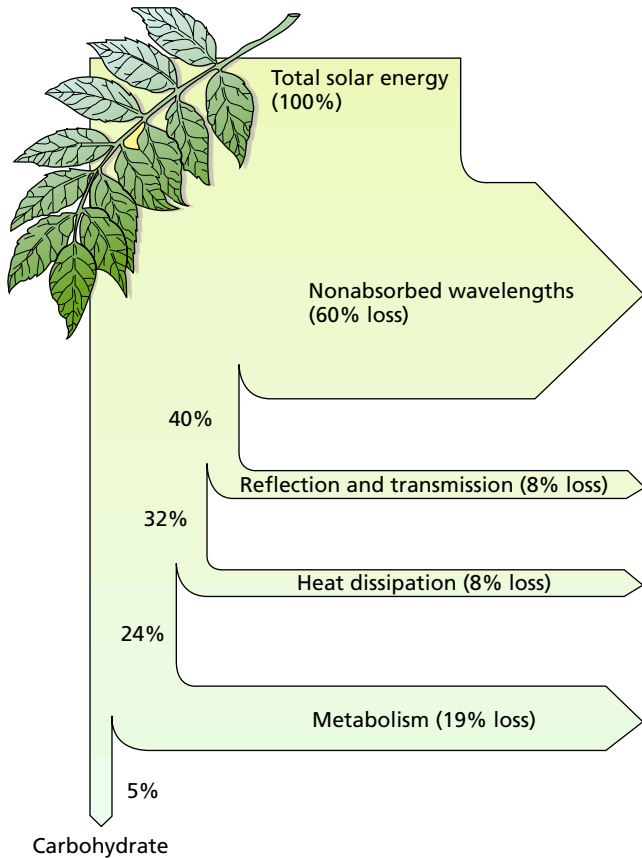 Total solar energy
(100%)
Nonabsorbed wavelengths
(60% loss)
40%
Reflection and transmission (8% loss)
32%
Heat dissipation (8% loss)
24%
Metabolism (19% loss)
5%
Carbohydrate